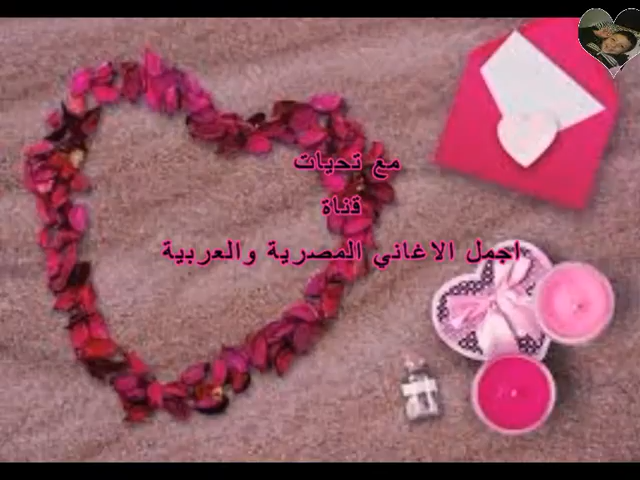 مع تحيات
قناة
اجمل الاغاني المصرية والعربية